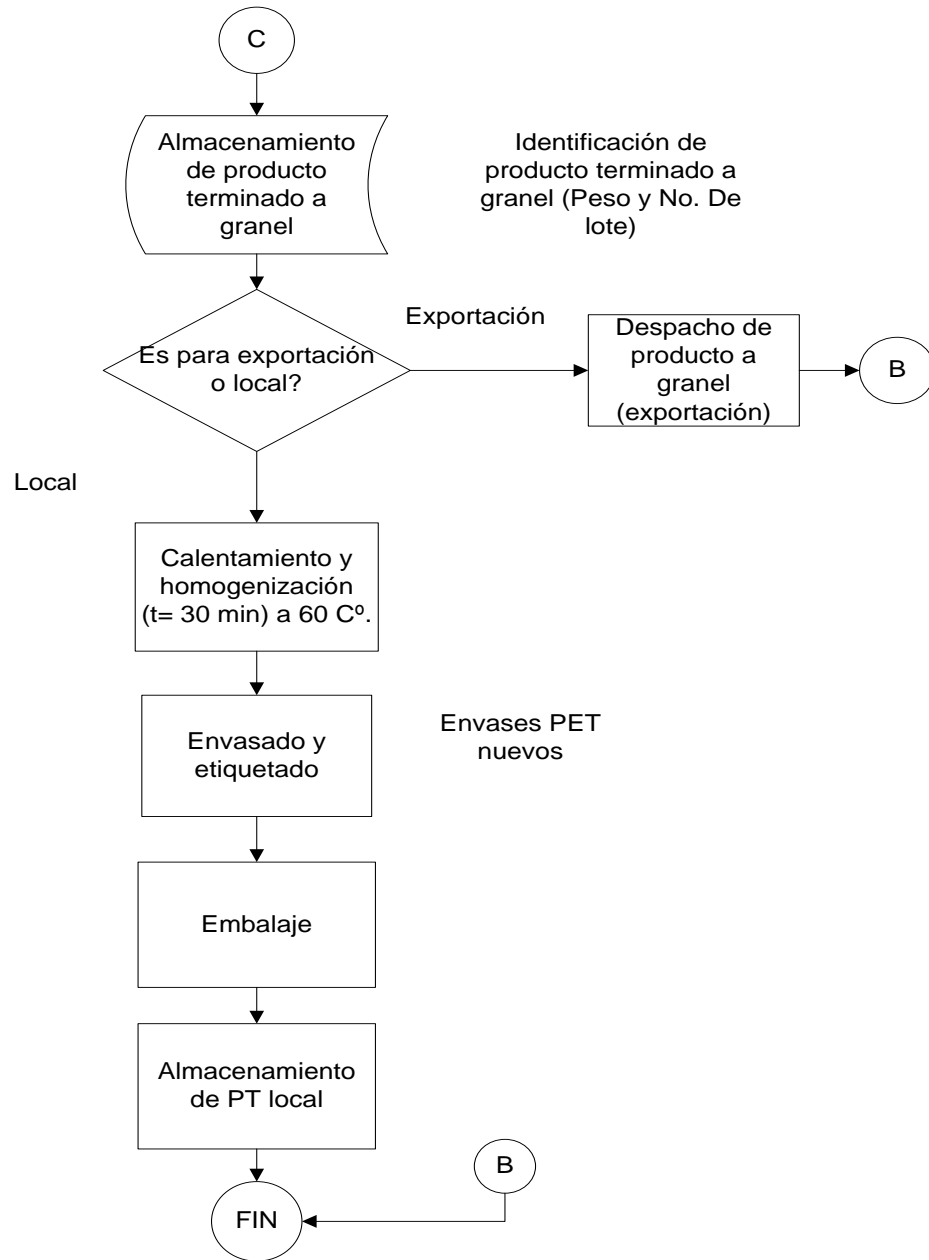 C
Almacenamiento
de producto
terminado a
granel
Identificación de
producto terminado a
granel (Peso y No. De
lote)
Es para exportación
o local?
Exportación
Despacho de
producto a
granel
(exportación)
B
Local
Calentamiento y
homogenización
(t= 30 min) a 60 Cº.
Envasado y
etiquetado
Envases PET
nuevos
Embalaje
Almacenamiento
de PT local
B
FIN